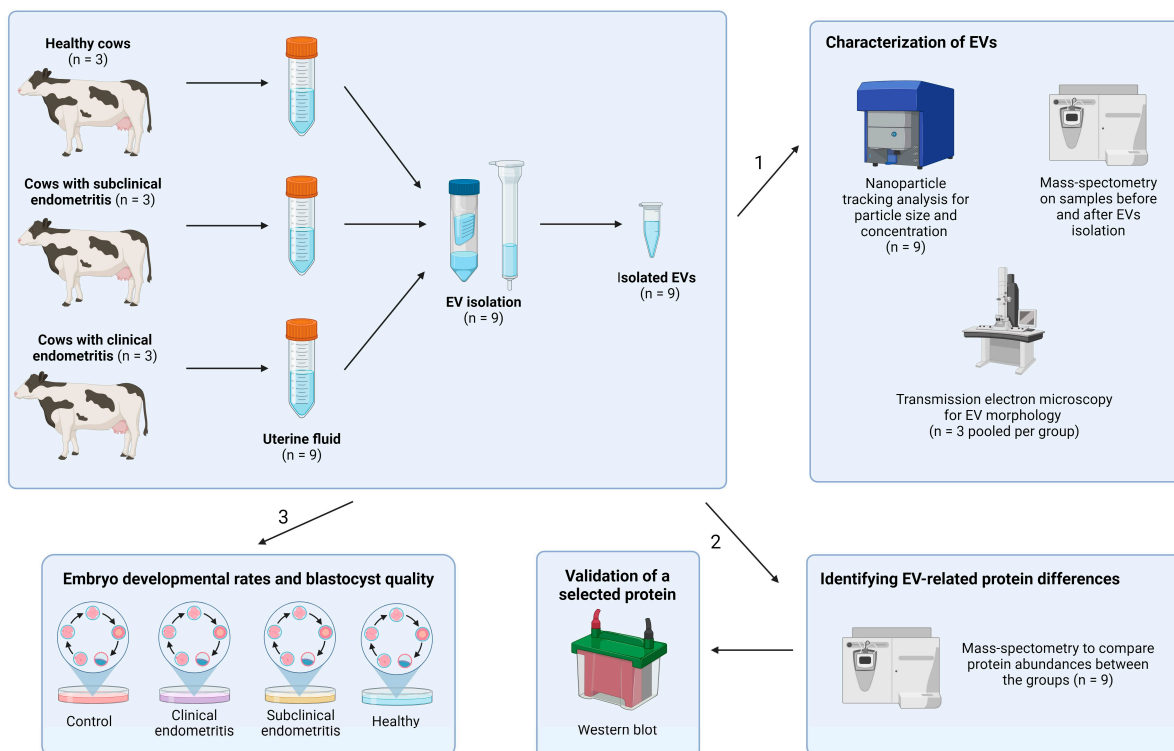 Healthy cows
(n = 3)
Cows with subclinical
endometritis (n = 3)
Cows with clinical
endometritis (n = 3)
Uterine fluid
(n = 9)
EV isolation
(n = 9)
Isolated EVs
(n = 9)
1
Characterization of EVs
Nanoparticle
tracking analysis for
particle size and
concentration
(n = 9)
Mass-spectometry
on samples before
and after EVs
isolation
Transmission electron microscopy
for EV morphology
(n = 3 pooled per group)
3
2
Embryo developmental rates and blastocyst quality
Control
Clinical
endometritis
Subclinical
endometritis
Healthy
Validation of a
selected protein
Western blot
Identifying EV-related protein differences
Mass-spectometry to compare
protein abundances between
the groups (n = 9)